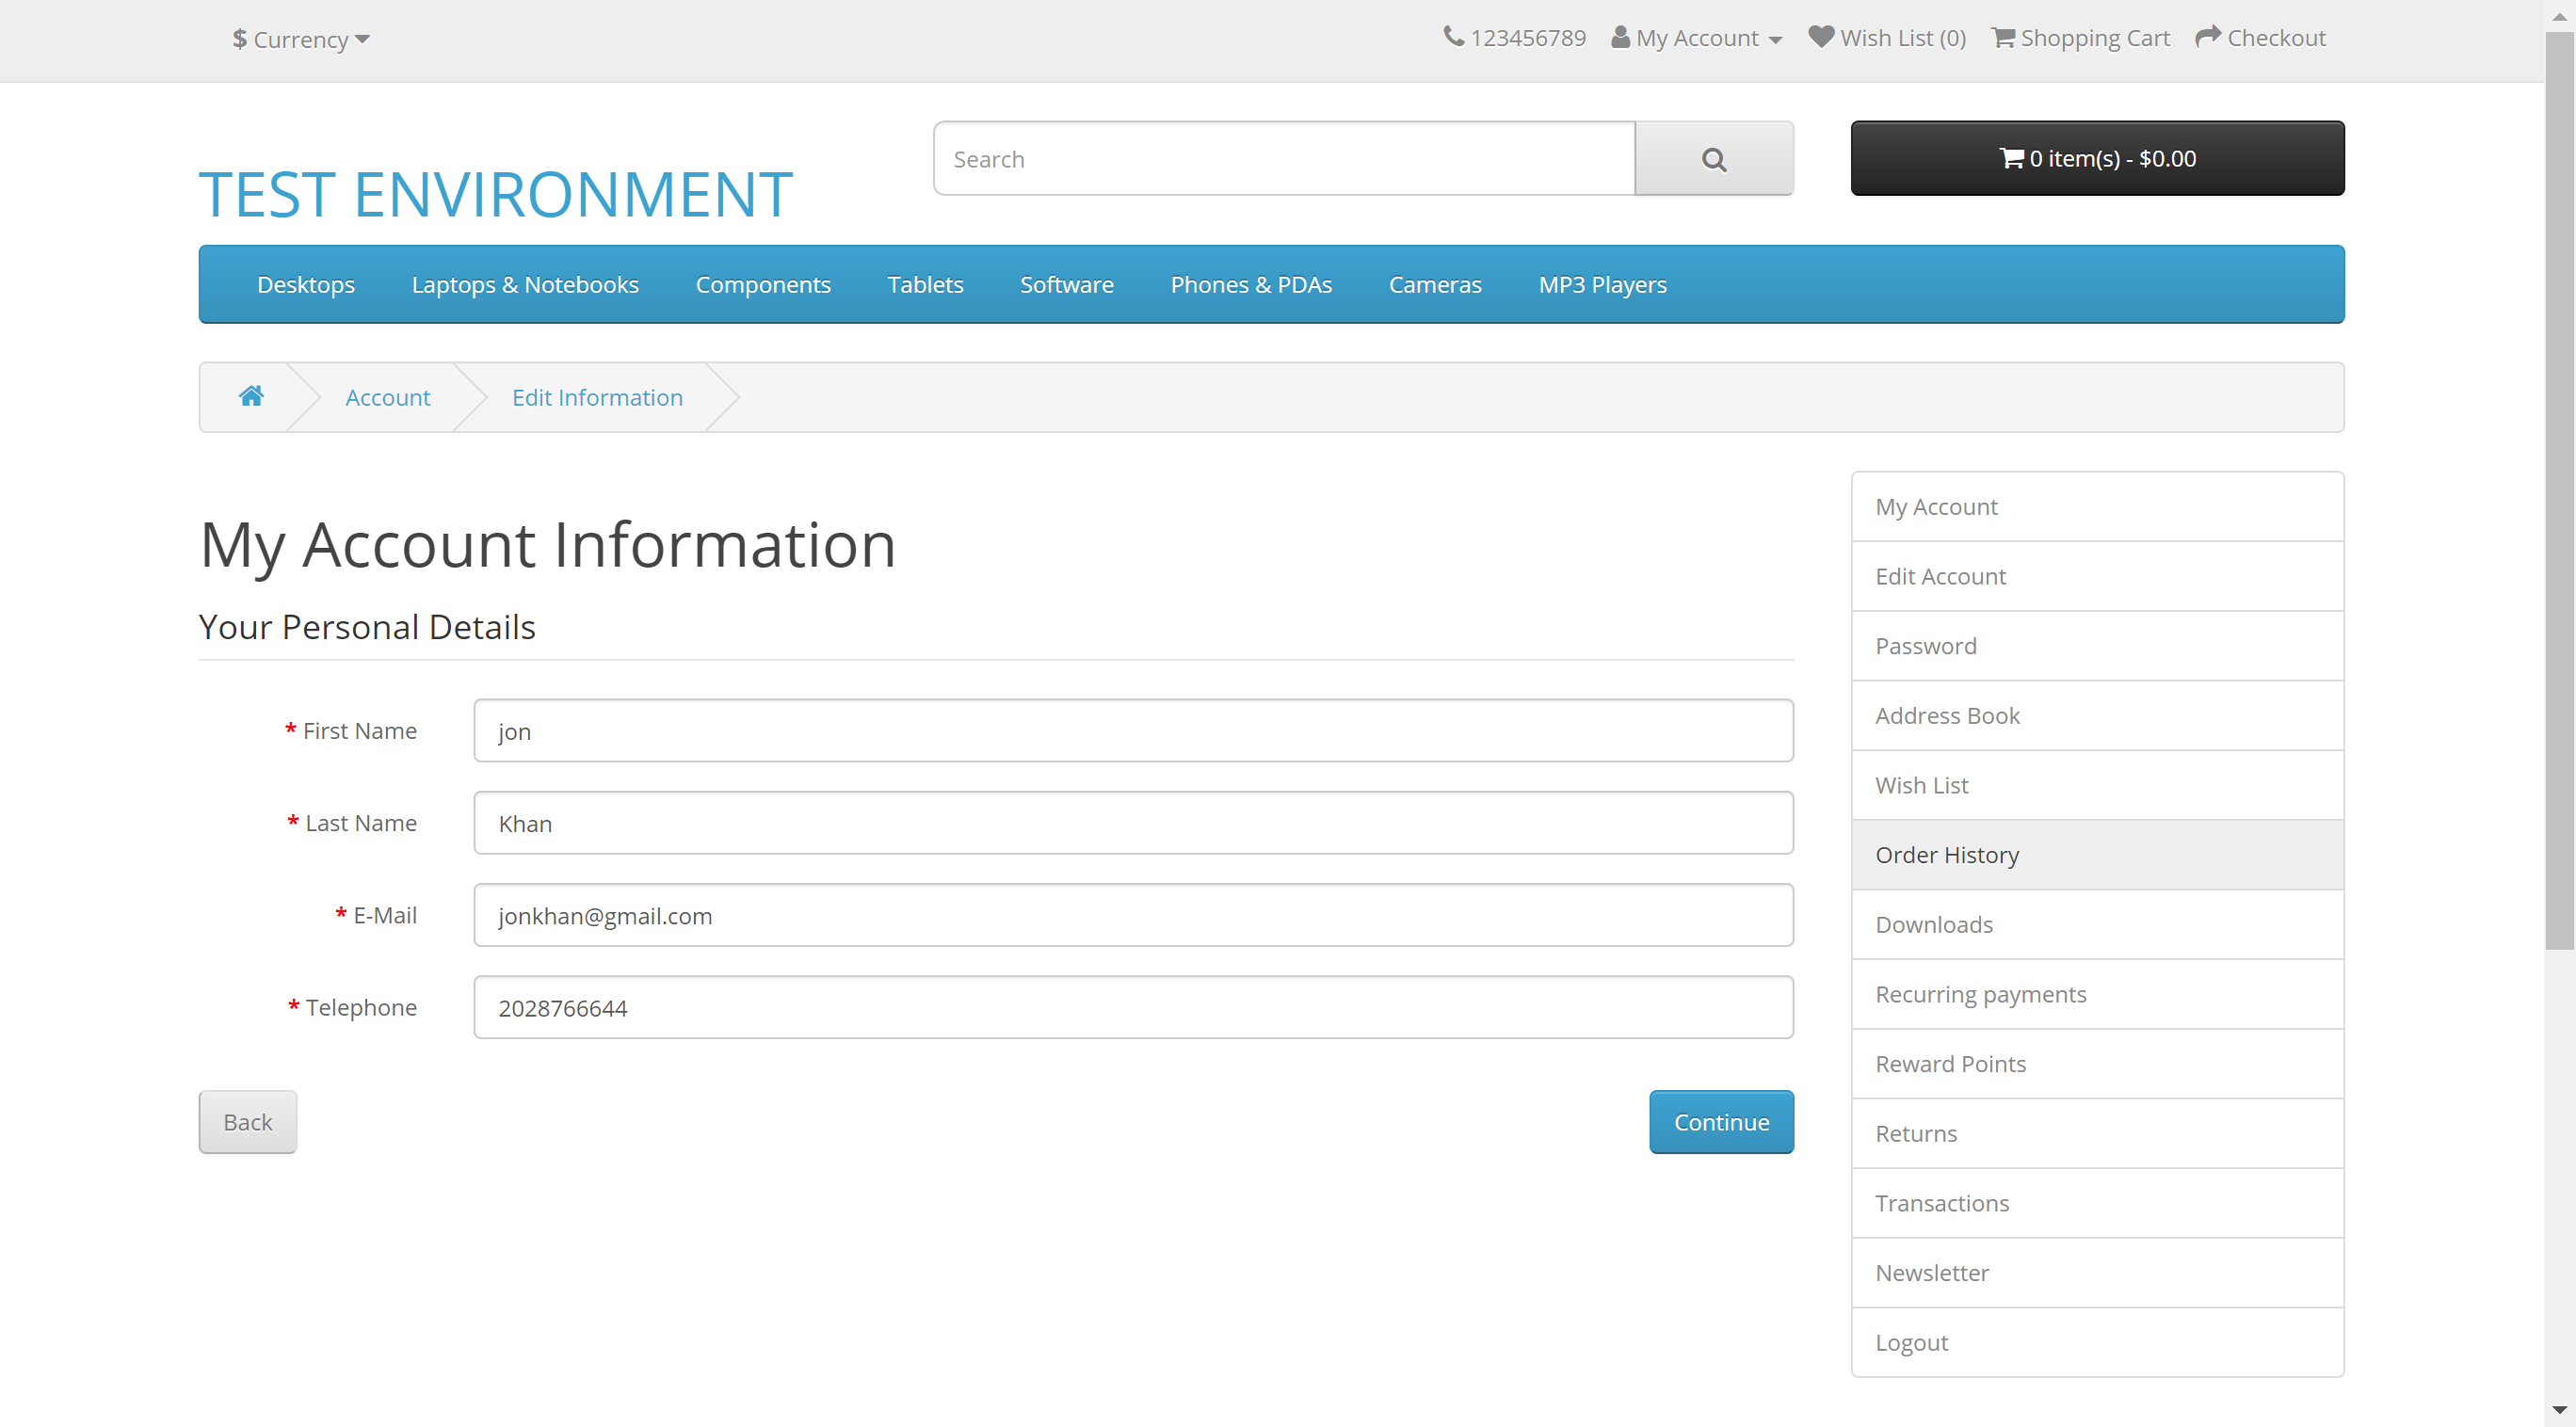 $ Currency
123456789 My Account Wish List (0) Shopping Cart Checkout
TEST ENVIRONMENT
Search
0 item(s) - $0.00
Desktops Laptops & Notebooks Components Tablets Software Phones & PDAs Cameras MP3 Players
Account Edit Information
My Account Information
Your Personal Details
* First Name jon
* Last Name Khan
* E-Mail jonkhan@gmail.com
* Telephone 2028766644
Back Continue
My Account
Edit Account
Password
Address Book
Wish List
Order History
Downloads
Recurring payments
Reward Points
Returns
Transactions
Newsletter
Logout